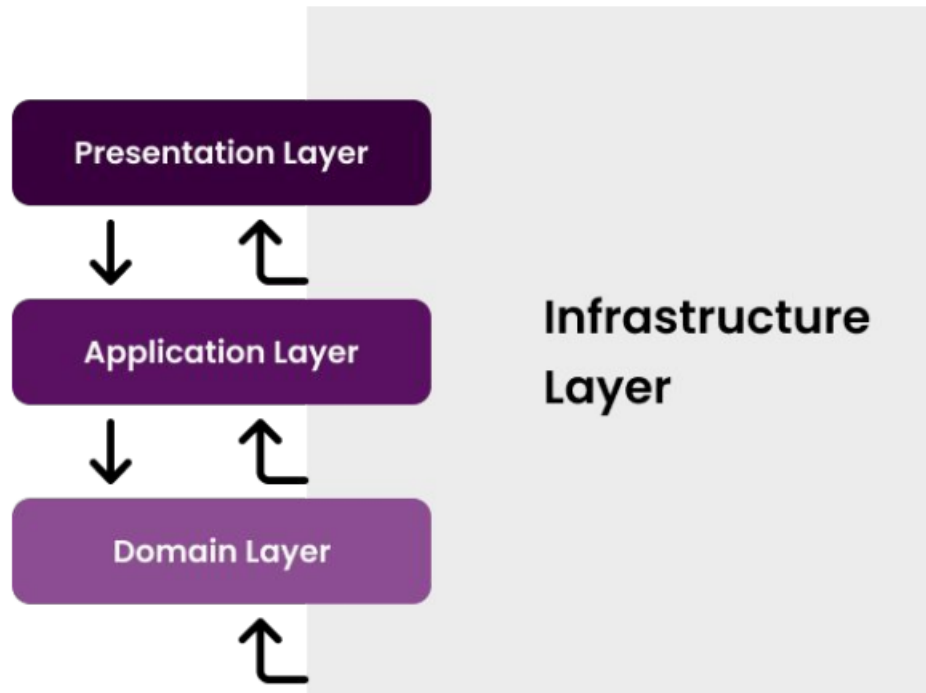 Presentation Layer
Application Layer
Infrastructure
Layer
Domain Layer